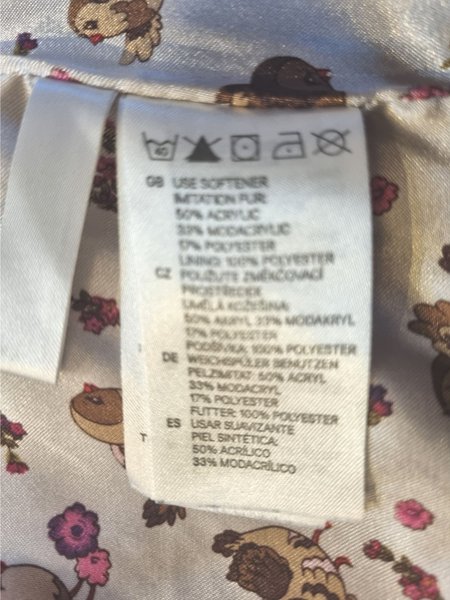 40
GB USE SOFTENER
IMITATION FUR:
50% ACRYLIC
33% MODACRYLIC
17% POLYESTER
LINING: 100% POLYESTER
CZ POUŽIJTE ZMĚKČOVACÍ
PROSTŘEDEK
UMĚLÁ KOŽEŠINA:
50% AKRYL 33% MODAKRYL
17% POLYESTER
PODŠÍVKA: 100% POLYESTER
DE WEICHSPÜLER BENUTZEN
PELZIMITAT: 50% ACRYL
33% MODACRYL
17% POLYESTER
FUTTER: 100% POLYESTER
ES USAR SUAVIZANTE
PIEL SINTÉTICA:
50% ACRÍLICO
33% MODACRÍLICO
T